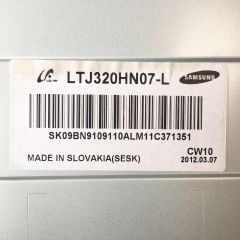 LTJ320HN07-L
SAMSUNG
SK09BN9109110ALM11C371351
CW10
MADE IN SLOVAKIA(SESK)
2012.03.07